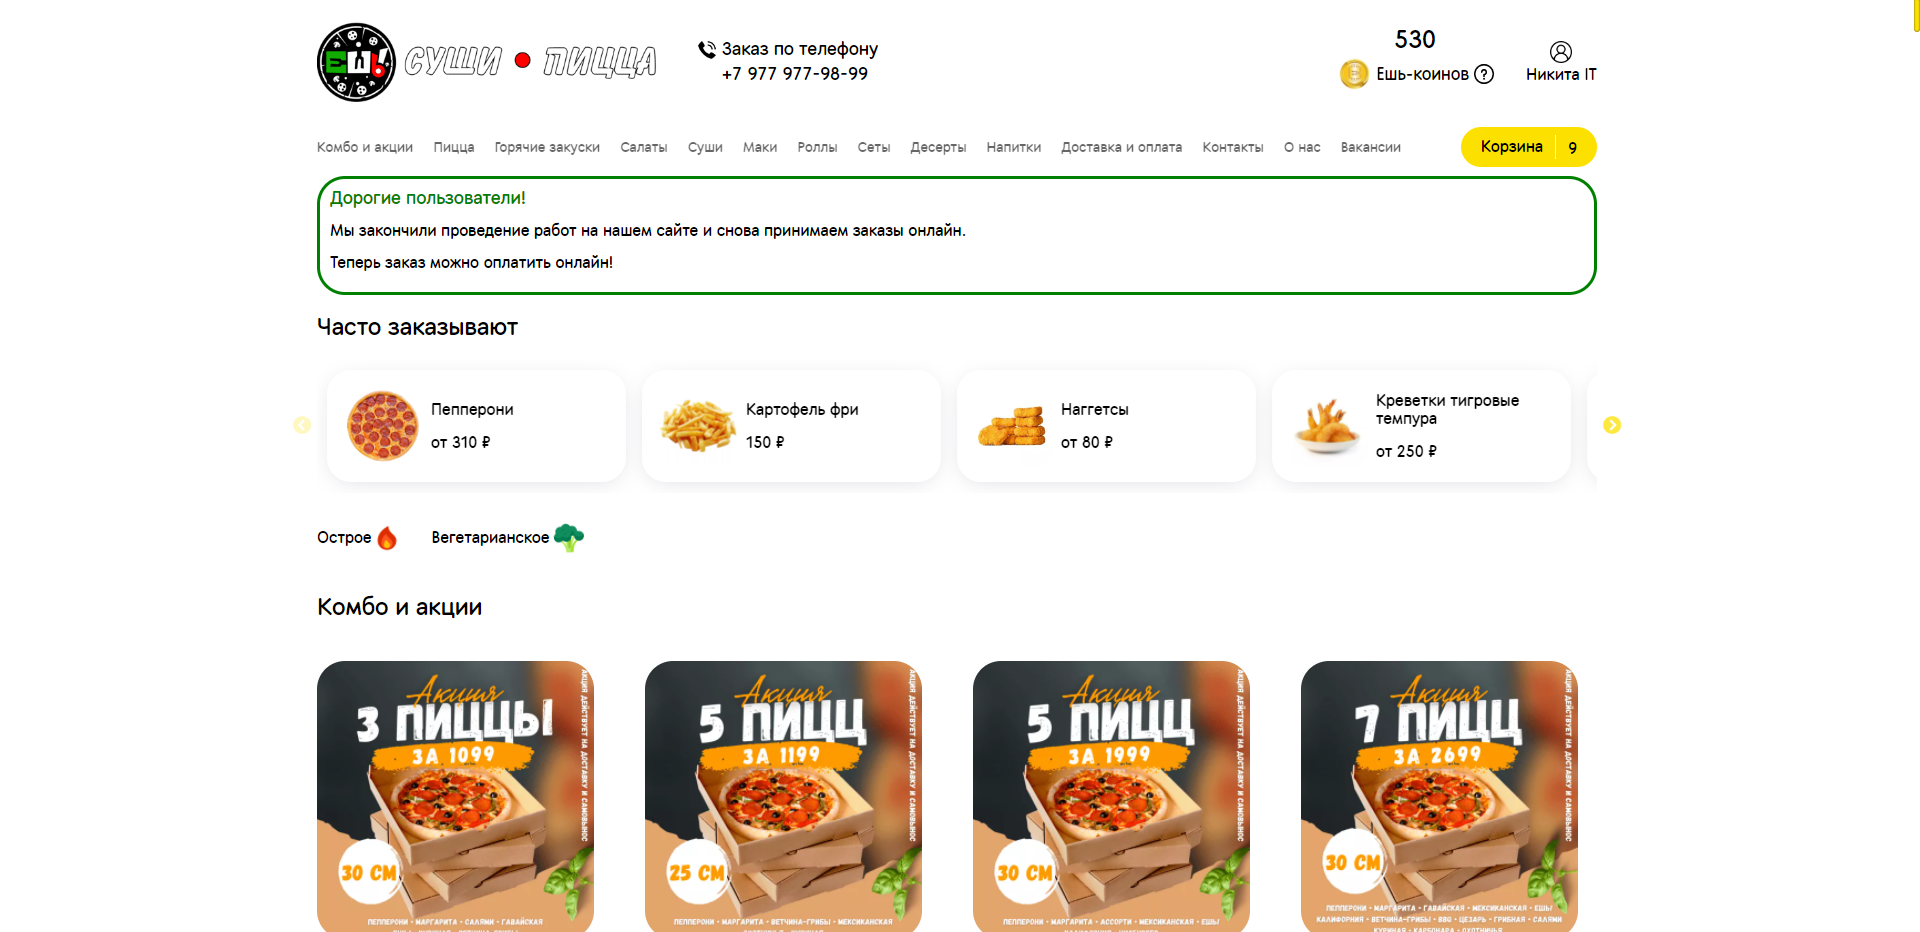 ЕШЬ!
СУШИ • ПИЦЦА
Заказ по телефону
+7 977 977-98-99
530
Ешь-коинов ?
Никита IT
Комбо и акции Пицца Горячие закуски Салаты Суши Маки Роллы Сеты Десерты Напитки Доставка и оплата Контакты О нас Вакансии
Корзина 9
Дорогие пользователи!
Мы закончили проведение работ на нашем сайте и снова принимаем заказы онлайн.
Теперь заказ можно оплатить онлайн!
Часто заказывают
Пепперони
от 310 ₽
Картофель фри
150 ₽
Наггетсы
от 80 ₽
Креветки тигровые
темпура
от 250 ₽
Острое
Вегетарианское
Комбо и акции
Акция
3 ПИЦЦЫ
ЗА 1099
АКЦИЯ ДЕЙСТВУЕТ НА ДОСТАВКУ И САМОВЫНОС
30 СМ
ПЕППЕРОНИ • МАРГАРИТА • САЛЯМИ • ГАВАЙСКАЯ
Акция
5 ПИЦЦ
ЗА 1199
АКЦИЯ ДЕЙСТВУЕТ НА ДОСТАВКУ И САМОВЫНОС
25 СМ
ПЕППЕРОНИ • МАРГАРИТА • ВЕТЧИНА-ГРИБЫ • МЕКСИКАНСКАЯ
Акция
5 ПИЦЦ
ЗА 1999
АКЦИЯ ДЕЙСТВУЕТ НА ДОСТАВКУ И САМОВЫНОС
30 СМ
ПЕППЕРОНИ • МАРГАРИТА • АССОРТИ • МЕКСИКАНСКАЯ • ЕШЬ!
Акция
7 ПИЦЦ
ЗА 2699
АКЦИЯ ДЕЙСТВУЕТ НА ДОСТАВКУ И САМОВЫНОС
30 СМ
ПЕППЕРОНИ • МАРГАРИТА • ГАВАЙСКАЯ • МЕКСИКАНСКАЯ • ЕШЬ!
КАЛИФОРНИЯ • ВЕТЧИНА-ГРИБЫ • BBQ • ЦЕЗАРЬ • ГРИБНАЯ • САЛЯМИ
КУРИНАЯ • КАРБОНАРА • ОХОТНИЧЬЯ